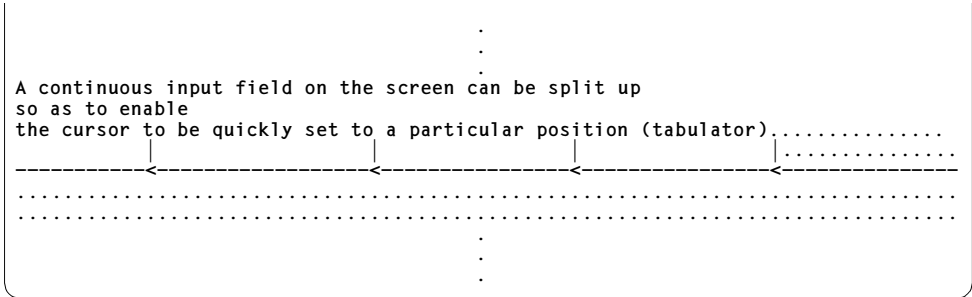 .
.
.
A continuous input field on the screen can be split up
so as to enable
the cursor to be quickly set to a particular position (tabulator)...............
| | | |...............
-----------<-------------------<----------------<----------------<---------------
................................................................................
................................................................................
.
.
.